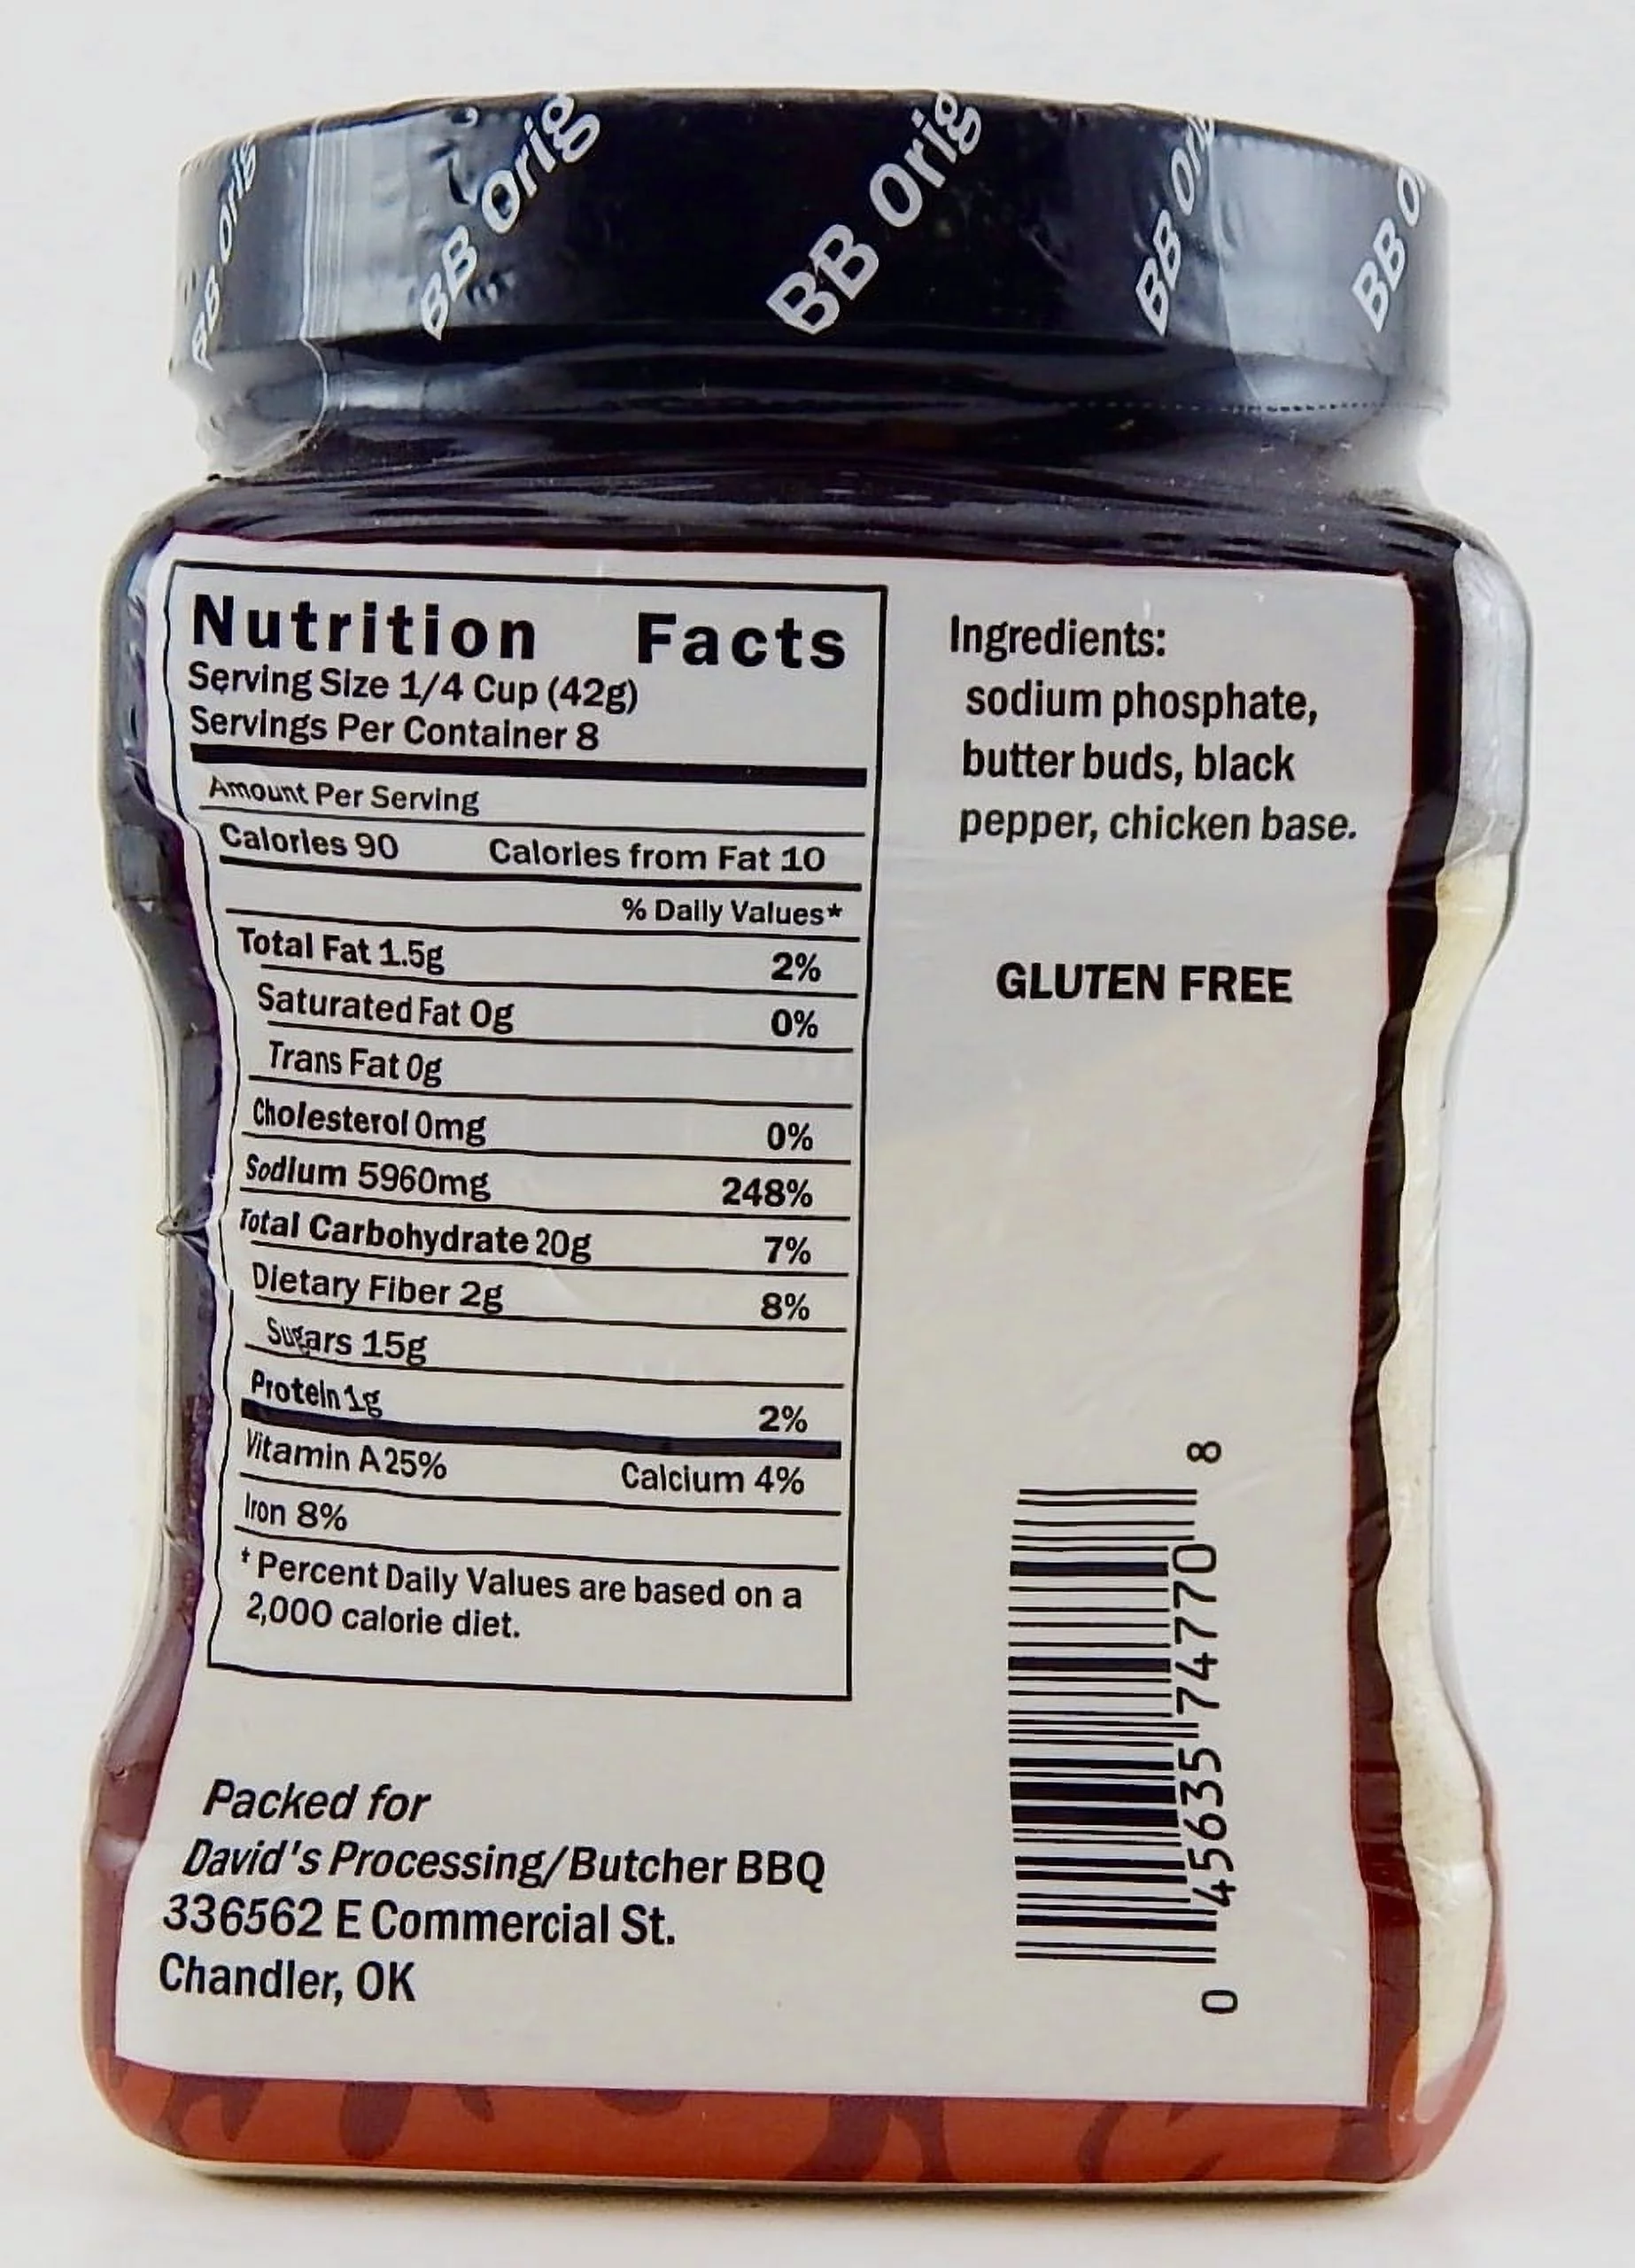 BB Orig
BB Orig
BB Orig
BB Ori
BB O
Nutrition Facts
Serving Size 1/4 Cup (42g)
Servings Per Container 8
Amount Per Serving
Calories 90 Calories from Fat 10
% Daily Values*
Total Fat 1.5g 2%
Saturated Fat 0g 0%
Trans Fat 0g
Cholesterol 0mg 0%
Sodium 5960mg 248%
Total Carbohydrate 20g 7%
Dietary Fiber 2g 8%
Sugars 15g
Protein 1g 2%
Vitamin A 25% Calcium 4%
Iron 8%
* Percent Daily Values are based on a
2,000 calorie diet.
Ingredients:
sodium phosphate,
butter buds, black
pepper, chicken base.
GLUTEN FREE
Packed for
David's Processing/Butcher BBQ
336562 E Commercial St.
Chandler, OK
0 45635 74770 8